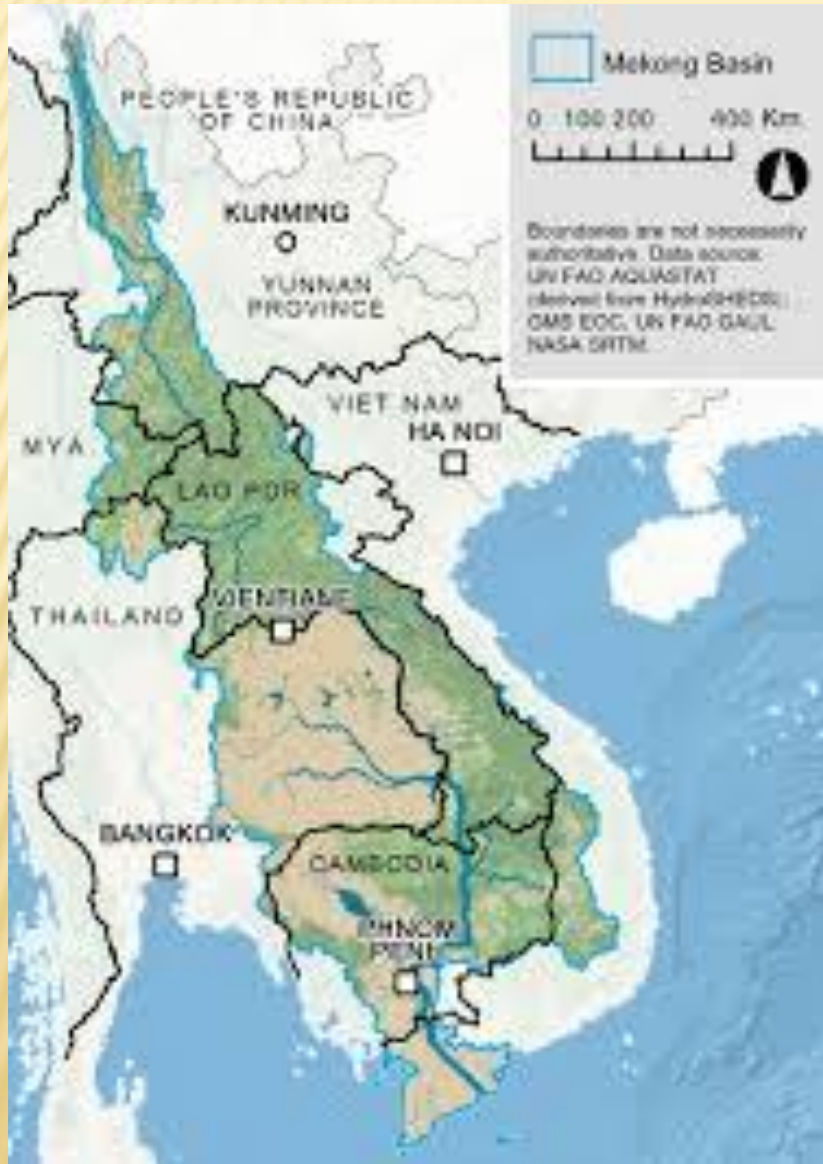 Mekong Basin
0 100 200 400 Km.
Boundaries are not necessarily
authoritative. Data source:
UN FAO AQUASTAT
(derived from HydroSHEDS);
GMS EOC, UN FAO GAUL
NASA SRTM.
PEOPLE'S REPUBLIC
OF CHINA
KUNMING
YUNNAN
PROVINCE
VIET NAM
HA NOI
MYA
LAO PDR
VIENTIANE
THAILAND
BANGKOK
CAMBODIA
PHNOM
PENH